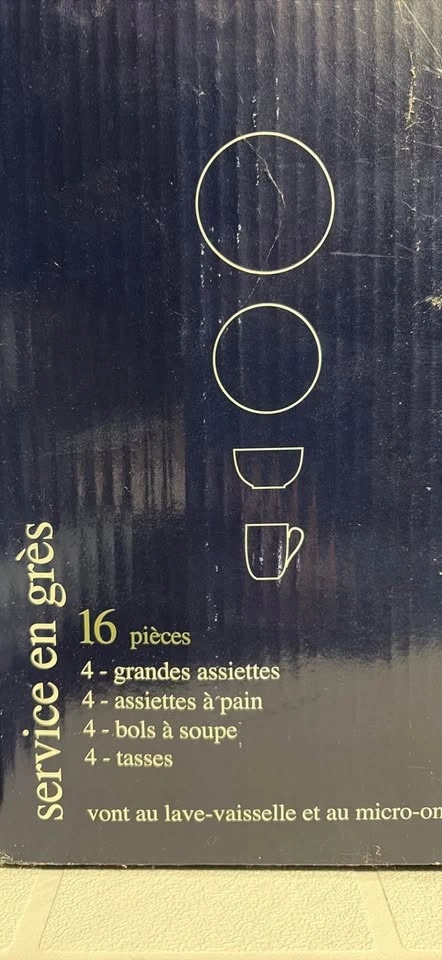 service en grès
16 pièces
4 - grandes assiettes
4 - assiettes à pain
4 - bols à soupe
4 - tasses
vont au lave-vaisselle et au micro-on